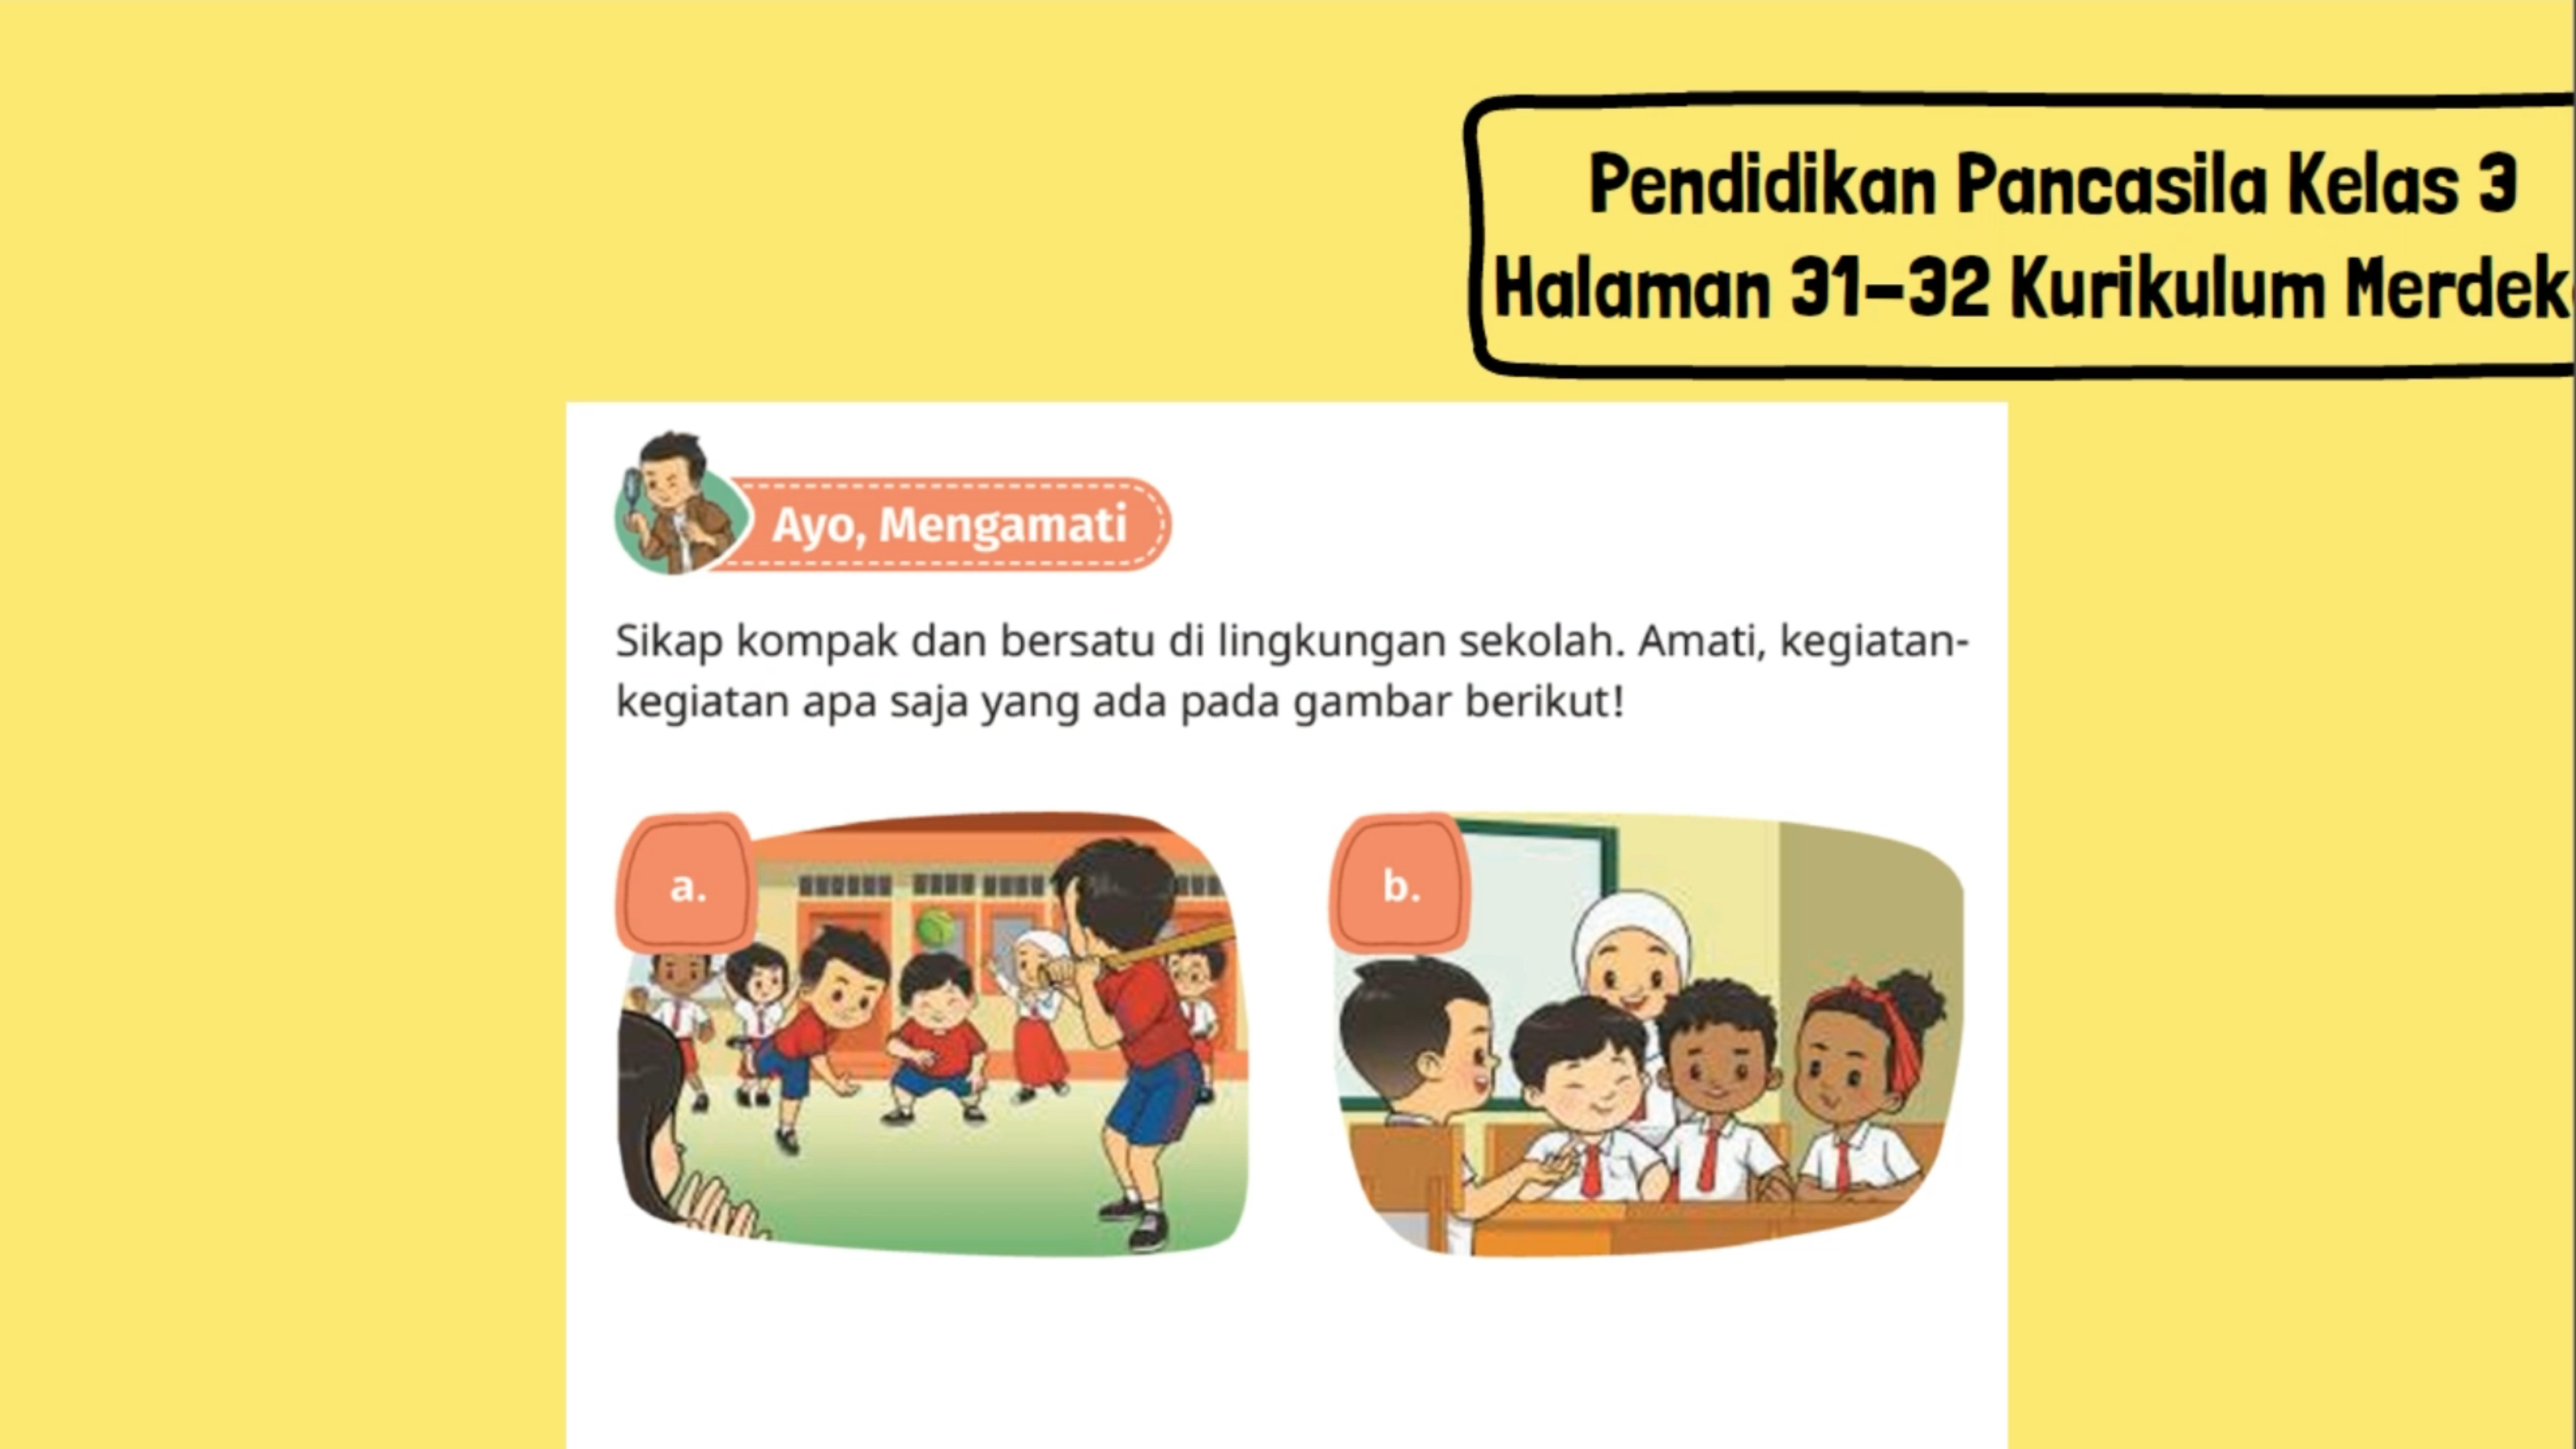 Pendidikan Pancasila Kelas 3
Halaman 31-32 Kurikulum Merdek
Ayo, Mengamati
Sikap kompak dan bersatu di lingkungan sekolah. Amati, kegiatan-
kegiatan apa saja yang ada pada gambar berikut!
a.
b.